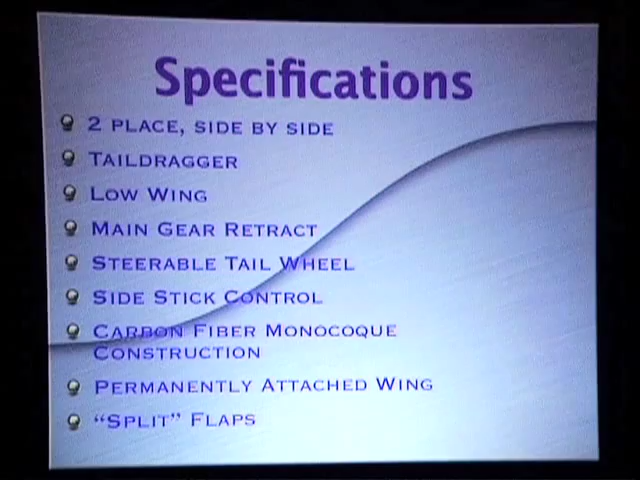 Specifications
2 PLACE, SIDE BY SIDE
TAILDRAGGER
LOW WING
MAIN GEAR RETRACT
STEERABLE TAIL WHEEL
SIDE STICK CONTROL
CARBON FIBER MONOCOQUE
CONSTRUCTION
PERMANENTLY ATTACHED WING
“SPLIT” FLAPS